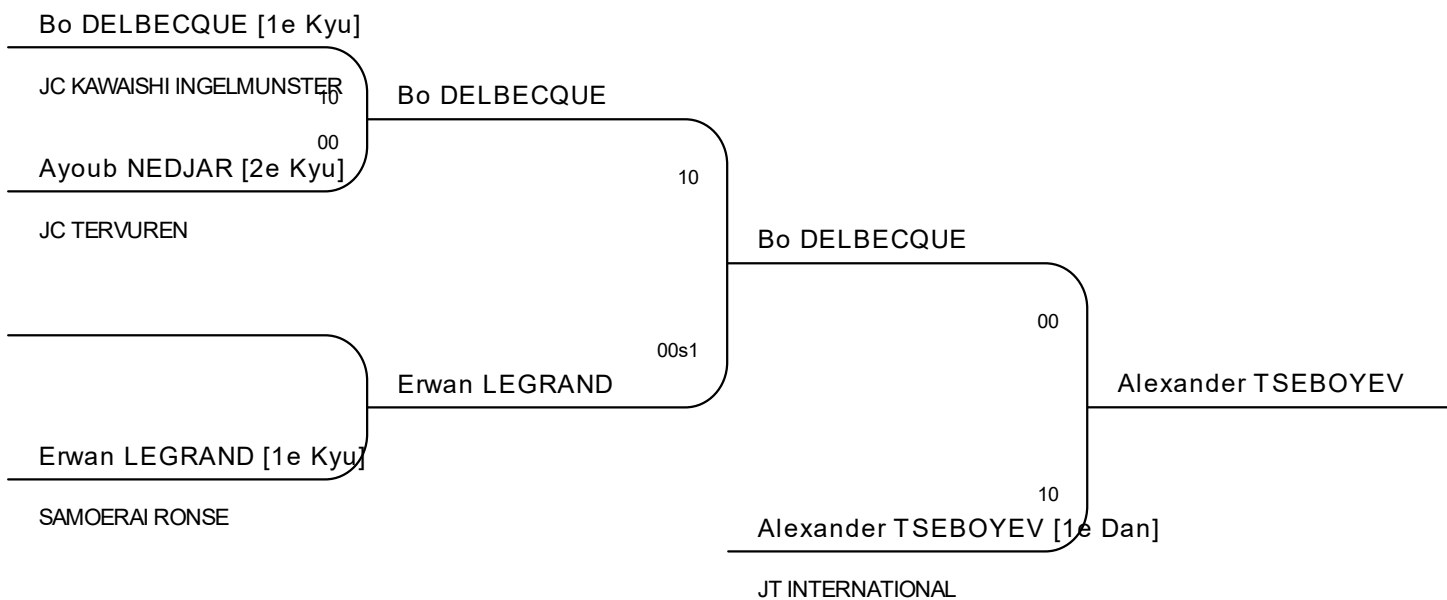 Bo DELBECQUE [1e Kyu]
JC KAWAISHI INGELMUNSTER
10
Bo DELBECQUE
00
Ayoub NEDJAR [2e Kyu]
10
JC TERVUREN
Bo DELBECQUE
00
00s1
Erwan LEGRAND
Alexander TSEBOYEV
Erwan LEGRAND [1e Kyu]
10
SAMOERAI RONSE
Alexander TSEBOYEV [1e Dan]
JT INTERNATIONAL